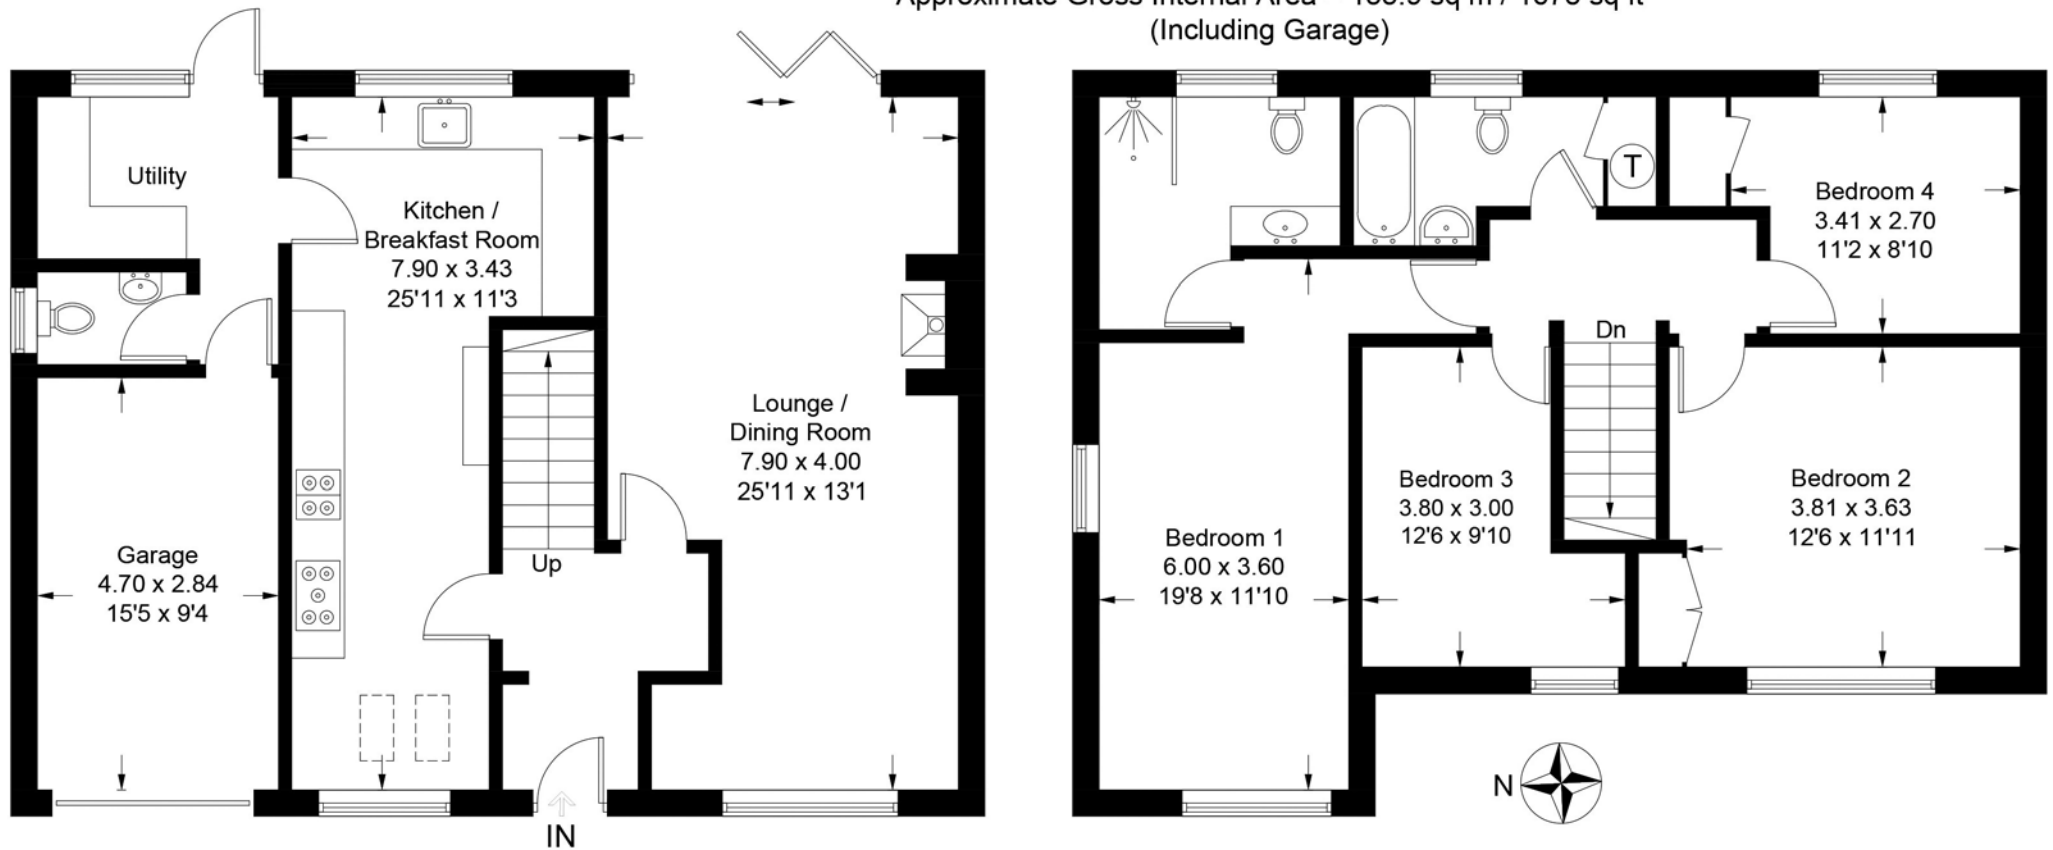 (Including Garage)
Utility
Kitchen /
Breakfast Room
7.90 x 3.43
25'11 x 11'3
Lounge /
Dining Room
7.90 x 4.00
25'11 x 13'1
Garage
4.70 x 2.84
15'5 x 9'4
Up
IN
T
Bedroom 4
3.41 x 2.70
11'2 x 8'10
Dn
Bedroom 3
3.80 x 3.00
12'6 x 9'10
Bedroom 2
3.81 x 3.63
12'6 x 11'11
Bedroom 1
6.00 x 3.60
19'8 x 11'10
N